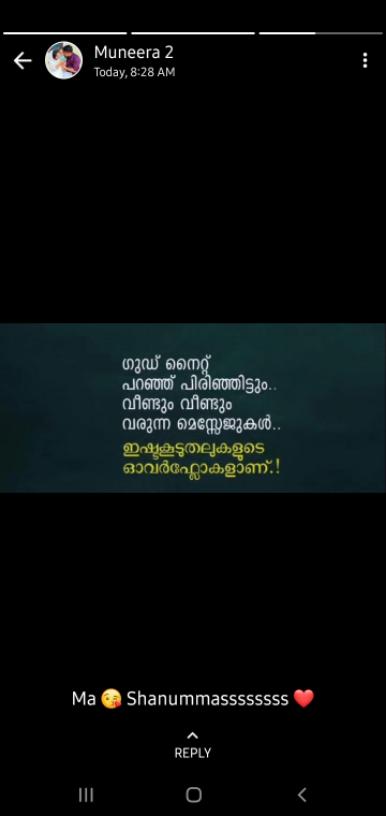 Muneera 2
Today, 8:28 AM
ഗുഡ് നൈറ്റ്
പറഞ്ഞ് പിരിഞ്ഞിട്ടും..
വീണ്ടും വീണ്ടും
വരുന്ന മെസ്സേജുകൾ..
ഇഷ്ടകൂടുതലുകളുടെ
ഓവർഫ്ലോകളാണ്.!
Ma 😘 Shanummassssssss ❤️
REPLY